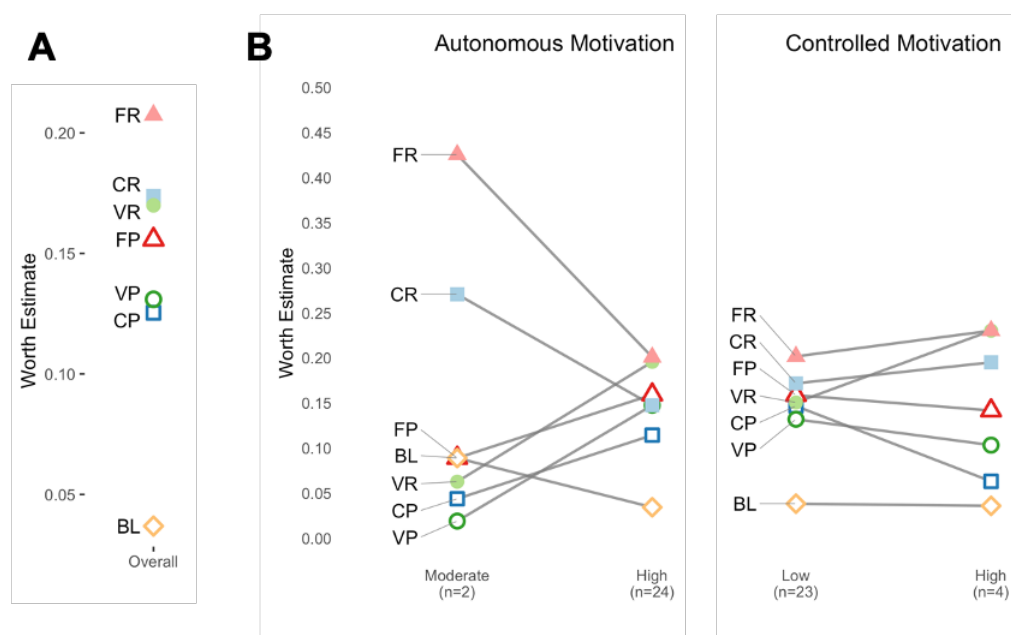 A
Worth Estimate
0.20
0.15
0.10
0.05
FR
CR
VR
FP
VP
CP
BL
Overall
B
Autonomous Motivation
Worth Estimate
0.50
0.45
0.40
0.35
0.30
0.25
0.20
0.15
0.10
0.05
0.00
FR
CR
FP
BL
VR
CP
VP
Moderate
(n=2)
High
(n=24)
Controlled Motivation
FR
CR
FP
VR
CP
VP
BL
Low
(n=23)
High
(n=4)